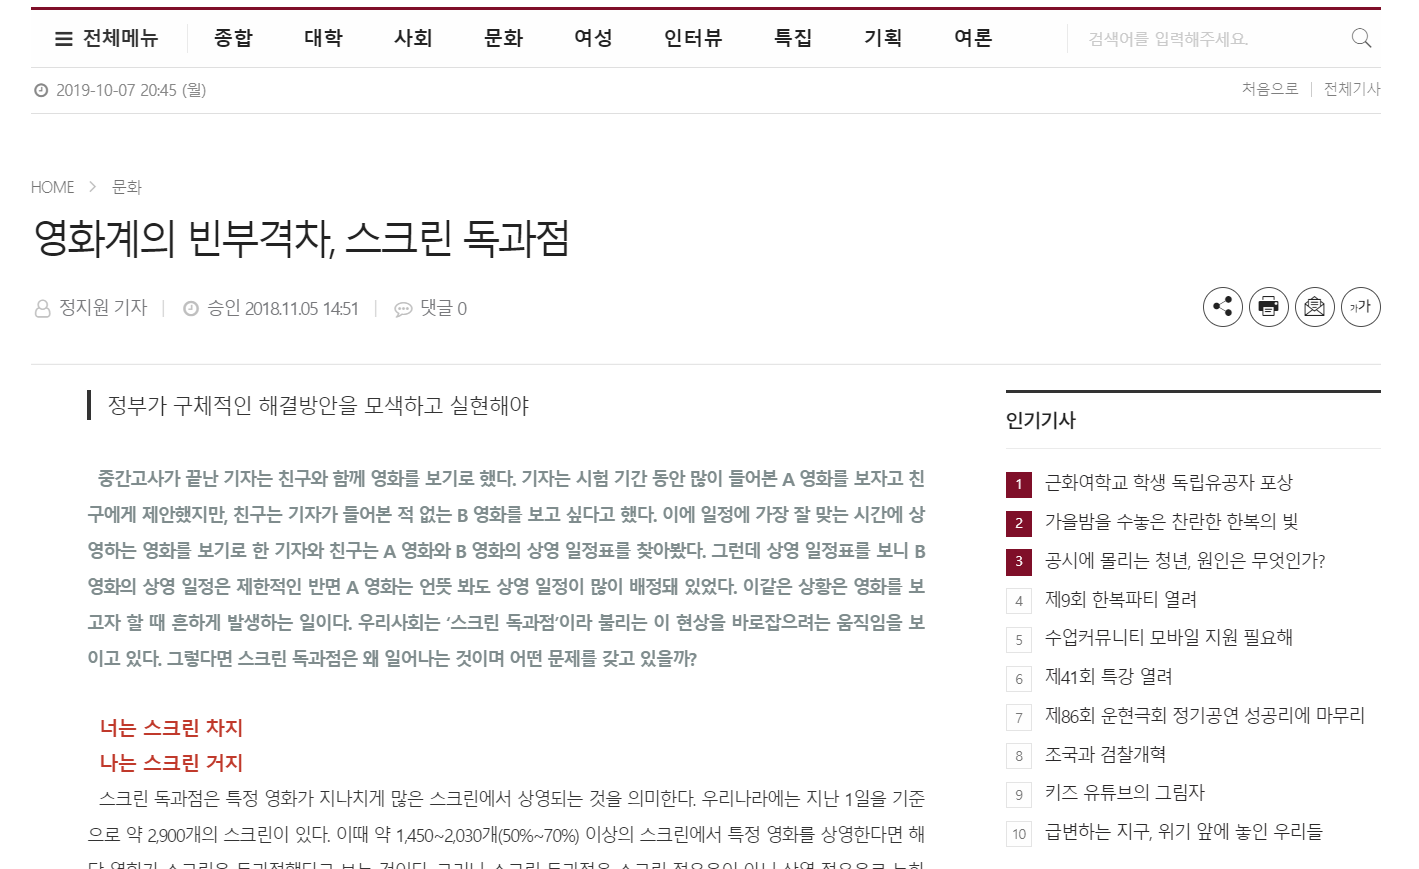 전체메뉴 종합 대학 사회 문화 여성 인터뷰 특집 기획 여론 검색어를 입력해주세요.
2019-10-07 20:45 (월) 처음으로 전체기사
HOME 문화
영화계의 빈부격차, 스크린 독과점
정지원 기자 승인 2018.11.05 14:51 댓글 0
가가
정부가 구체적인 해결방안을 모색하고 실현해야
중간고사가 끝난 기자는 친구와 함께 영화를 보기로 했다. 기자는 시험 기간 동안 많이 들어본 A 영화를 보자고 친
구에게 제안했지만, 친구는 기자가 들어본 적 없는 B 영화를 보고 싶다고 했다. 이에 일정에 가장 잘 맞는 시간에 상
영하는 영화를 보기로 한 기자와 친구는 A 영화와 B 영화의 상영 일정표를 찾아봤다. 그런데 상영 일정표를 보니 B
영화의 상영 일정은 제한적인 반면 A 영화는 언뜻 봐도 상영 일정이 많이 배정돼 있었다. 이같은 상황은 영화를 보
고자 할 때 흔하게 발생하는 일이다. 우리사회는 ‘스크린 독과점’이라 불리는 이 현상을 바로잡으려는 움직임을 보
이고 있다. 그렇다면 스크린 독과점은 왜 일어나는 것이며 어떤 문제를 갖고 있을까?
너는 스크린 차지
나는 스크린 거지
스크린 독과점은 특정 영화가 지나치게 많은 스크린에서 상영되는 것을 의미한다. 우리나라에는 지난 1일을 기준
으로 약 2,900개의 스크린이 있다. 이때 약 1,450~2,030개(50%~70%) 이상의 스크린에서 특정 영화를 상영한다면 해
인기기사
1 근화여학교 학생 독립유공자 포상
2 가을밤을 수놓은 찬란한 한복의 빛
3 공시에 몰리는 청년, 원인은 무엇인가?
4 제9회 한복파티 열려
5 수업커뮤니티 모바일 지원 필요해
6 제41회 특강 열려
7 제86회 운현극회 정기공연 성공리에 마무리
8 조국과 검찰개혁
9 키즈 유튜브의 그림자
10 급변하는 지구, 위기 앞에 놓인 우리들